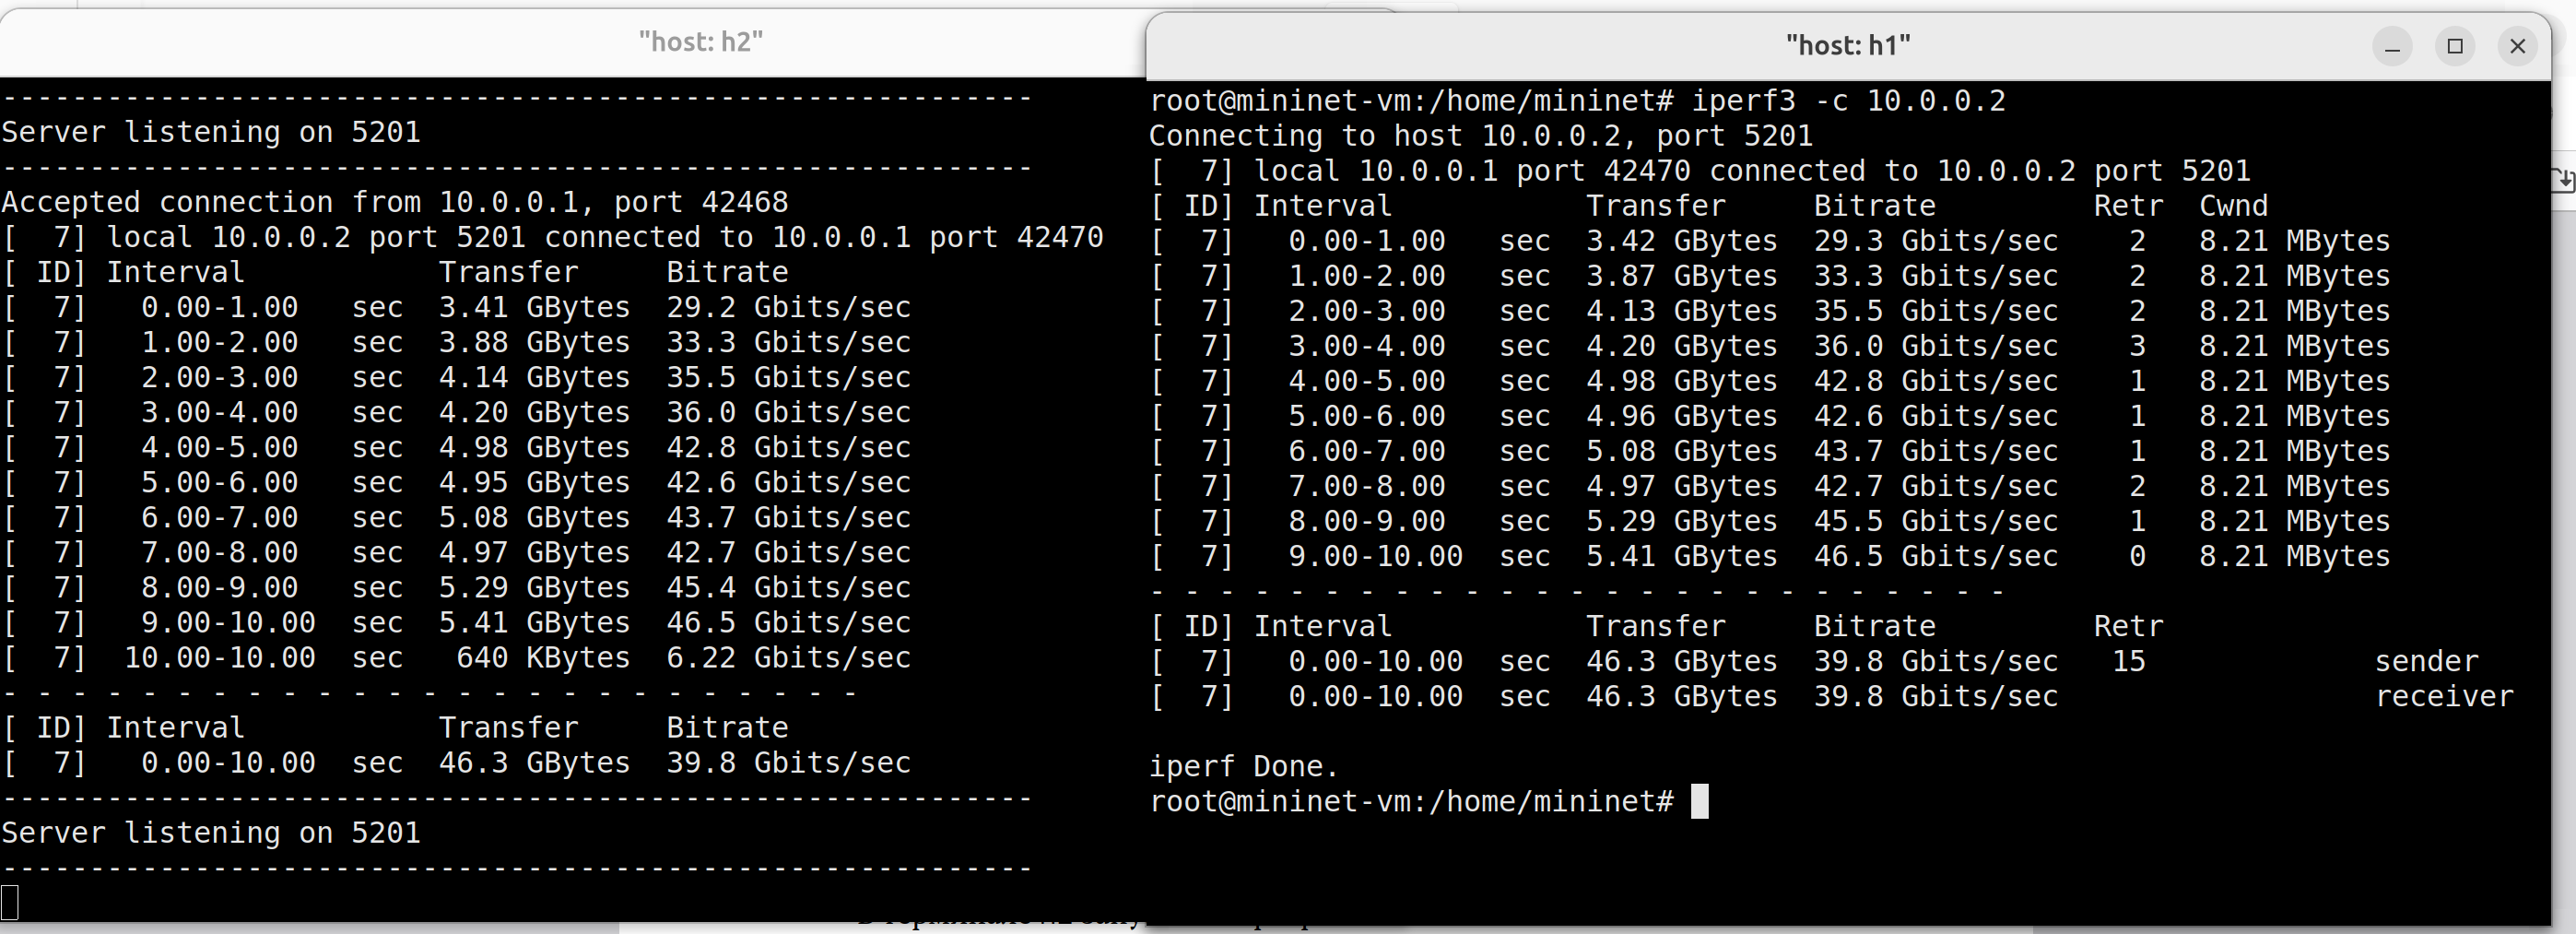 "host: h2"
------------------------------------------------------------
Server listening on 5201
------------------------------------------------------------
Accepted connection from 10.0.0.1, port 42468
[  7] local 10.0.0.2 port 5201 connected to 10.0.0.1 port 42470
[ ID] Interval           Transfer     Bitrate
[  7]   0.00-1.00   sec  3.41 GBytes  29.2 Gbits/sec
[  7]   1.00-2.00   sec  3.88 GBytes  33.3 Gbits/sec
[  7]   2.00-3.00   sec  4.14 GBytes  35.5 Gbits/sec
[  7]   3.00-4.00   sec  4.20 GBytes  36.0 Gbits/sec
[  7]   4.00-5.00   sec  4.98 GBytes  42.8 Gbits/sec
[  7]   5.00-6.00   sec  4.95 GBytes  42.6 Gbits/sec
[  7]   6.00-7.00   sec  5.08 GBytes  43.7 Gbits/sec
[  7]   7.00-8.00   sec  4.97 GBytes  42.7 Gbits/sec
[  7]   8.00-9.00   sec  5.29 GBytes  45.4 Gbits/sec
[  7]   9.00-10.00  sec  5.41 GBytes  46.5 Gbits/sec
[  7]  10.00-10.00  sec   640 KBytes  6.22 Gbits/sec
- - - - - - - - - - - - - - - - - - - - - - - - -
[ ID] Interval           Transfer     Bitrate
[  7]   0.00-10.00  sec  46.3 GBytes  39.8 Gbits/sec
------------------------------------------------------------
Server listening on 5201
------------------------------------------------------------
"host: h1"
root@mininet-vm:/home/mininet# iperf3 -c 10.0.0.2
Connecting to host 10.0.0.2, port 5201
[  7] local 10.0.0.1 port 42470 connected to 10.0.0.2 port 5201
[ ID] Interval           Transfer     Bitrate         Retr  Cwnd
[  7]   0.00-1.00   sec  3.42 GBytes  29.3 Gbits/sec    2   8.21 MBytes
[  7]   1.00-2.00   sec  3.87 GBytes  33.3 Gbits/sec    2   8.21 MBytes
[  7]   2.00-3.00   sec  4.13 GBytes  35.5 Gbits/sec    2   8.21 MBytes
[  7]   3.00-4.00   sec  4.20 GBytes  36.0 Gbits/sec    3   8.21 MBytes
[  7]   4.00-5.00   sec  4.98 GBytes  42.8 Gbits/sec    1   8.21 MBytes
[  7]   5.00-6.00   sec  4.96 GBytes  42.6 Gbits/sec    1   8.21 MBytes
[  7]   6.00-7.00   sec  5.08 GBytes  43.7 Gbits/sec    1   8.21 MBytes
[  7]   7.00-8.00   sec  4.97 GBytes  42.7 Gbits/sec    2   8.21 MBytes
[  7]   8.00-9.00   sec  5.29 GBytes  45.5 Gbits/sec    1   8.21 MBytes
[  7]   9.00-10.00  sec  5.41 GBytes  46.5 Gbits/sec    0   8.21 MBytes
- - - - - - - - - - - - - - - - - - - - - - - - -
[ ID] Interval           Transfer     Bitrate         Retr
[  7]   0.00-10.00  sec  46.3 GBytes  39.8 Gbits/sec   15             sender
[  7]   0.00-10.00  sec  46.3 GBytes  39.8 Gbits/sec                  receiver
iperf Done.
root@mininet-vm:/home/mininet#